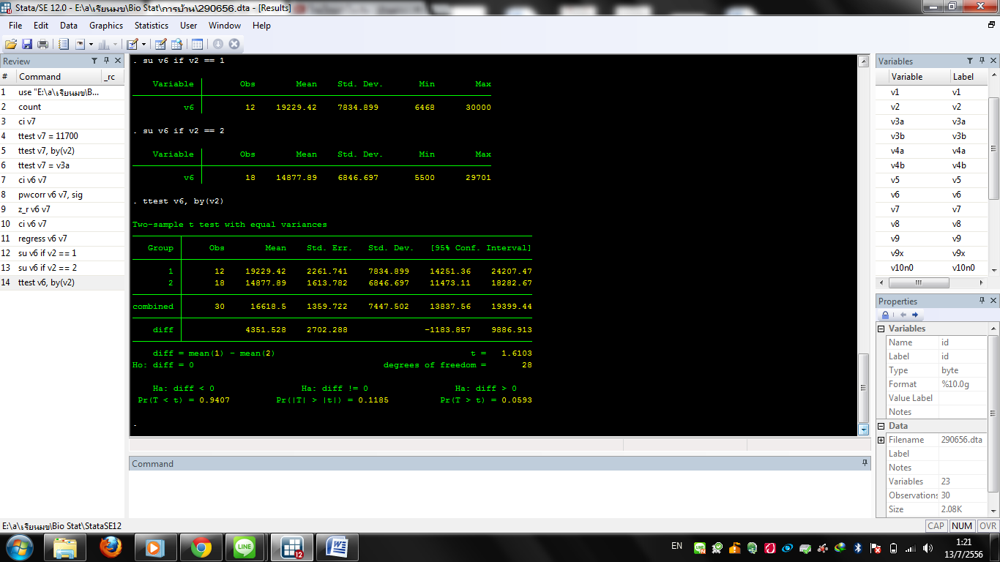 Stata/SE 12.0 - E:\a\เรียนมข\Bio Stat\การบ้าน\290656.dta - [Results]
File Edit Data Graphics Statistics User Window Help
Review
# Command _rc
1 use "E:\a\เรียนมข\B...
2 count
3 ci v7
4 ttest v7 = 11700
5 ttest v7, by(v2)
6 ttest v7 = v3a
7 ci v6 v7
8 pwcorr v6 v7, sig
9 z_r v6 v7
10 ci v6 v7
11 regress v6 v7
12 su v6 if v2 == 1
13 su v6 if v2 == 2
14 ttest v6, by(v2)
. su v6 if v2 == 1
Variable Obs Mean Std. Dev. Min Max
v6 12 19229.42 7834.899 6468 30000
. su v6 if v2 == 2
Variable Obs Mean Std. Dev. Min Max
v6 18 14877.89 6846.697 5500 29701
. ttest v6, by(v2)
Two-sample t test with equal variances
Group Obs Mean Std. Err. Std. Dev. [95% Conf. Interval]
1 12 19229.42 2261.741 7834.899 14251.36 24207.47
2 18 14877.89 1613.782 6846.697 11473.11 18282.67
combined 30 16618.5 1359.722 7447.502 13837.56 19399.44
diff 4351.528 2702.288 -1183.857 9886.913
diff = mean(1) - mean(2) t = 1.6103
Ho: diff = 0 degrees of freedom = 28
Ha: diff < 0 Ha: diff != 0 Ha: diff > 0
Pr(T < t) = 0.9407 Pr(|T| > |t|) = 0.1185 Pr(T > t) = 0.0593
.
Command
Variables
Variable Label
v1 v1
v2 v2
v3a v3a
v3b v3b
v4a v4a
v4b v4b
v5 v5
v6 v6
v7 v7
v8 v8
v9 v9
v9x v9x
v10n0 v10n0
Properties
Variables
Name id
Label id
Type byte
Format %10.0g
Value Label
Notes
Data
Filename 290656.dta
Label
Notes
Variables 23
Observations 30
Size 2.08K
E:\a\เรียนมข\Bio Stat\StataSE12
CAP NUM OVR
LINE
12
EN
1:21
13/7/2556